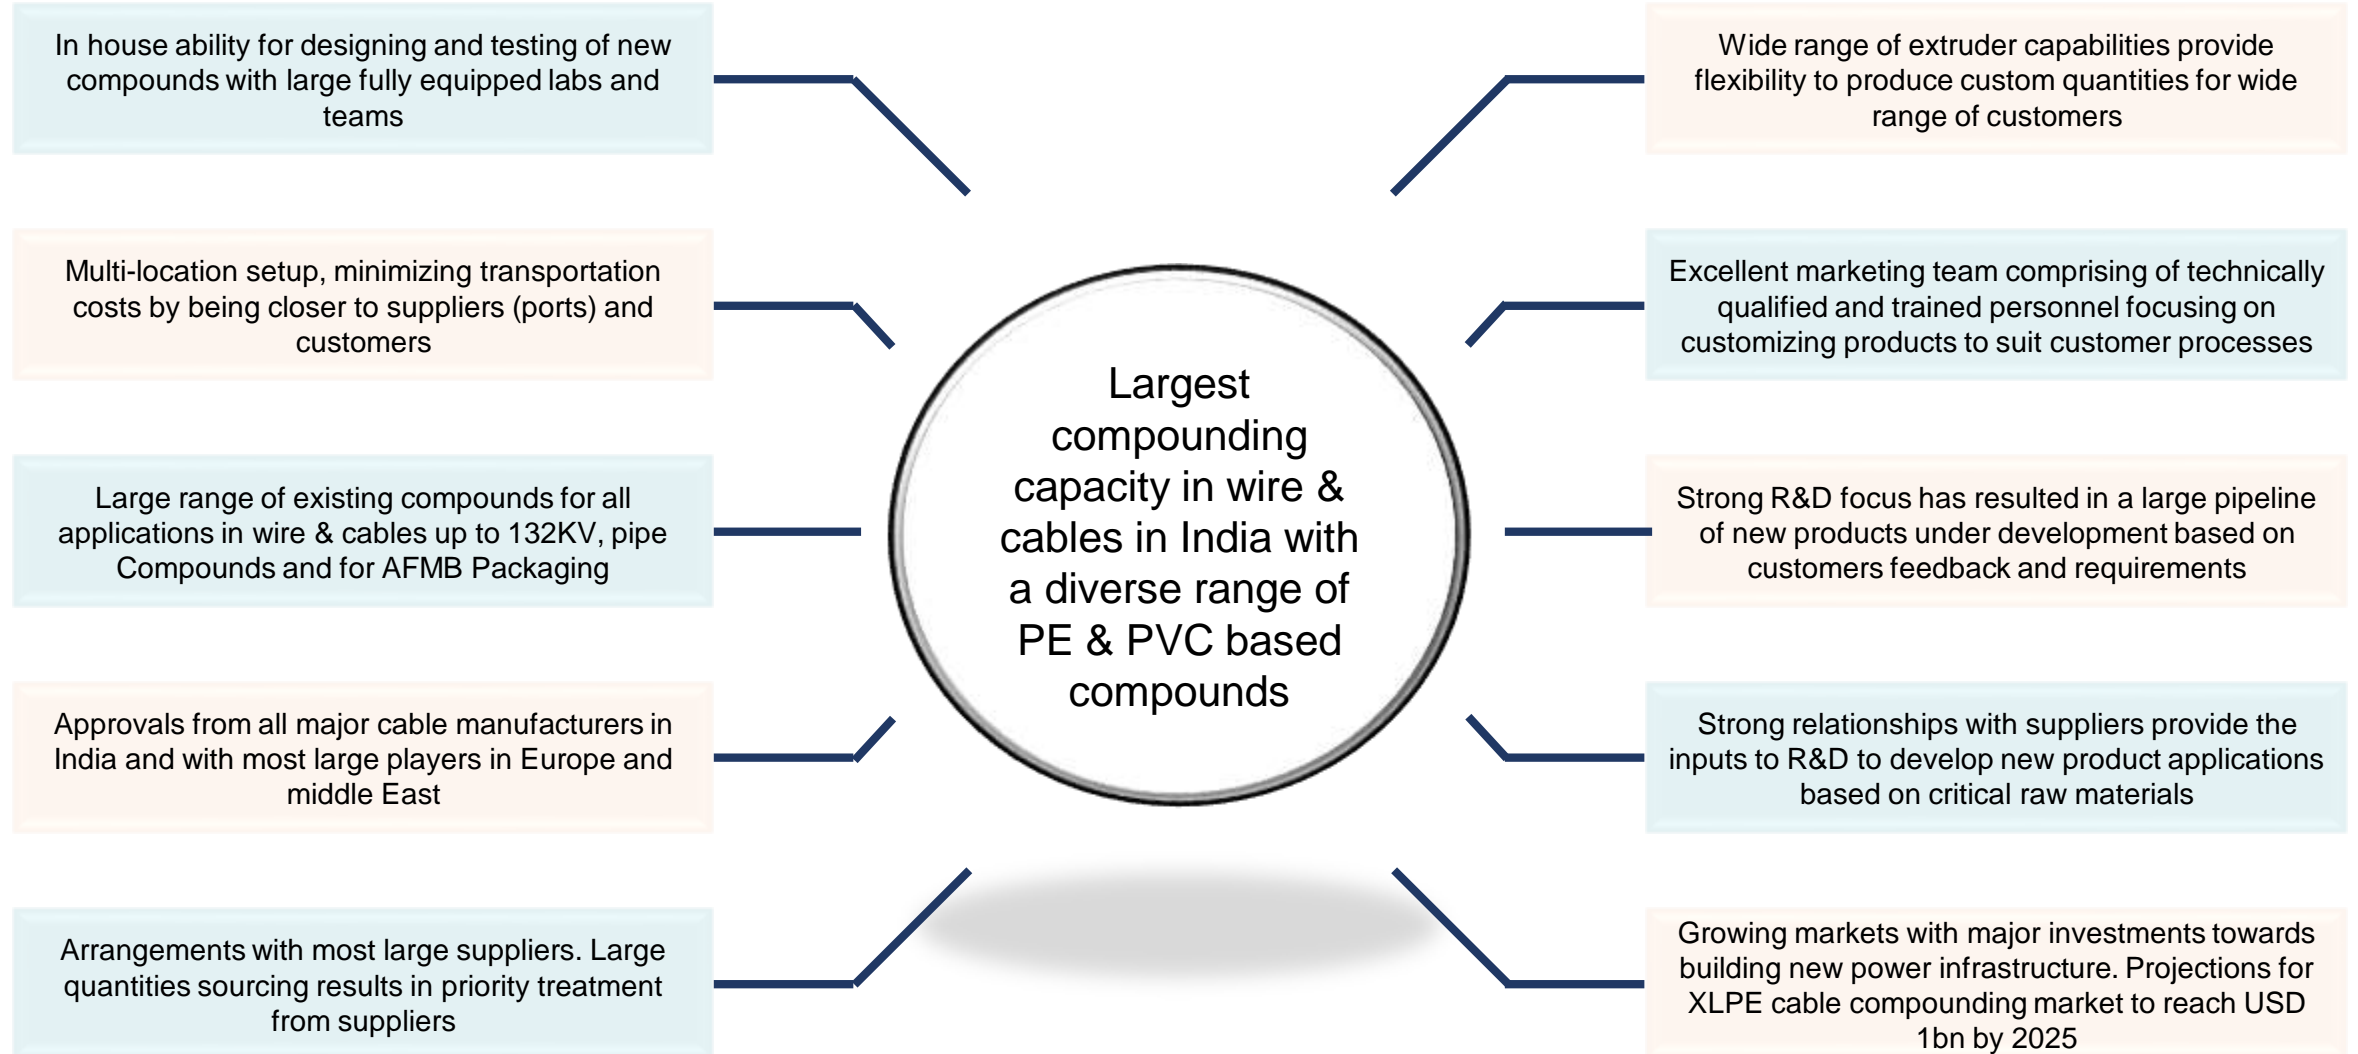 In house ability for designing and testing of new
compounds with large fully equipped labs and
teams
Multi-location setup, minimizing transportation
costs by being closer to suppliers (ports) and
customers
Large range of existing compounds for all
applications in wire & cables up to 132KV, pipe
Compounds and for AFMB Packaging
Approvals from all major cable manufacturers in
India and with most large players in Europe and
middle East
Arrangements with most large suppliers. Large
quantities sourcing results in priority treatment
from suppliers
Largest
compounding
capacity in wire &
cables in India with
a diverse range of
PE & PVC based
compounds
Wide range of extruder capabilities provide
flexibility to produce custom quantities for wide
range of customers
Excellent marketing team comprising of technically
qualified and trained personnel focusing on
customizing products to suit customer processes
Strong R&D focus has resulted in a large pipeline
of new products under development based on
customers feedback and requirements
Strong relationships with suppliers provide the
inputs to R&D to develop new product applications
based on critical raw materials
Growing markets with major investments towards
building new power infrastructure. Projections for
XLPE cable compounding market to reach USD
1bn by 2025